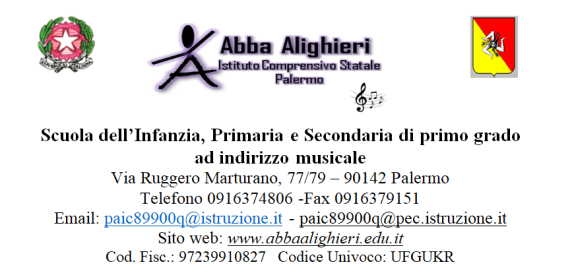 Abba Alighieri
Istituto Comprensivo Statale
Palermo
Scuola dell'Infanzia, Primaria e Secondaria di primo grado
ad indirizzo musicale
Via Ruggero Marturano, 77/79 – 90142 Palermo
Telefono 0916374806 -Fax 0916379151
Email: paic89900q@istruzione.it - paic89900q@pec.istruzione.it
Sito web: www.abbaalighieri.edu.it
Cod. Fisc.: 97239910827 Codice Univoco: UFGUKR